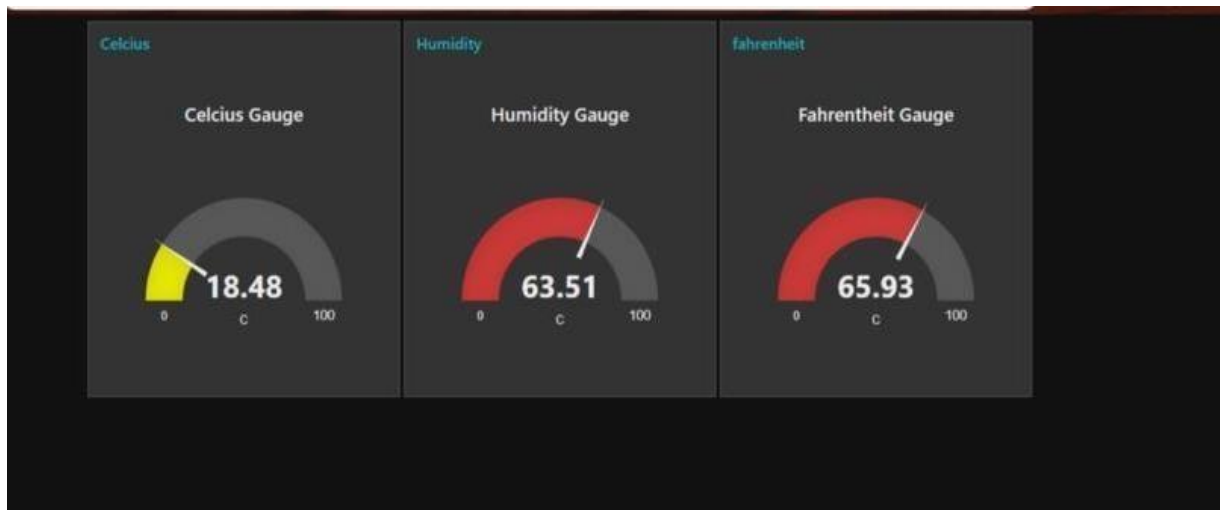 Celcius
Celcius Gauge
18.48
0
C
100
Humidity
Humidity Gauge
63.51
0
C
100
fahrenheit
Fahrentheit Gauge
65.93
0
C
100